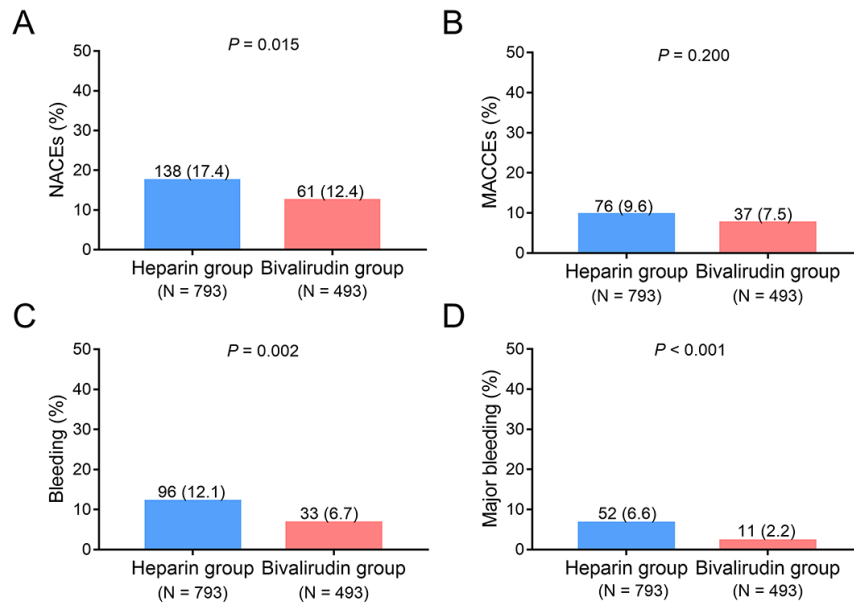 A
P = 0.015
NACEs (%)
50
40
30
20
10
0
138 (17.4)
61 (12.4)
Heparin group
(N = 793)
Bivalirudin group
(N = 493)
B
P = 0.200
MACCEs (%)
50
40
30
20
10
0
76 (9.6)
37 (7.5)
Heparin group
(N = 793)
Bivalirudin group
(N = 493)
C
P = 0.002
Bleeding (%)
50
40
30
20
10
0
96 (12.1)
33 (6.7)
Heparin group
(N = 793)
Bivalirudin group
(N = 493)
D
P < 0.001
Major bleeding (%)
50
40
30
20
10
0
52 (6.6)
11 (2.2)
Heparin group
(N = 793)
Bivalirudin group
(N = 493)